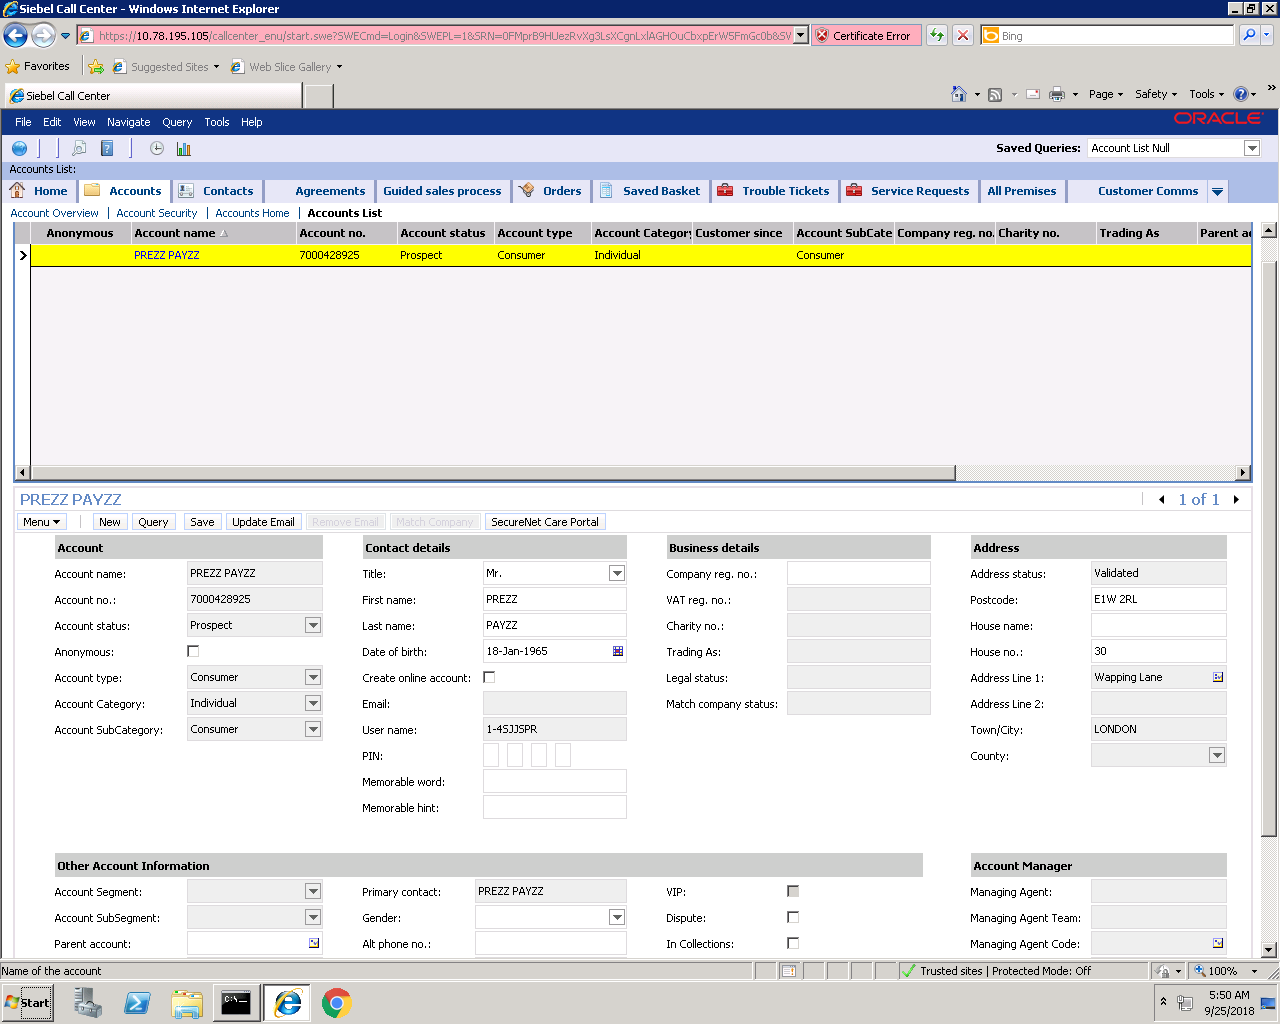 Siebel Call Center - Windows Internet Explorer
https://10.78.195.105/callcenter_enu/start.swe?SWECmd=Login&SWEPL=1&SRN=0FMprB9HUezRvXg3LsXCgnLxlAGHOuCbxpErW5FmGc0b&SW
Certificate Error
Bing
Favorites
Suggested Sites
Web Slice Gallery
Siebel Call Center
Page
Safety
Tools
File Edit View Navigate Query Tools Help
ORACLE
Saved Queries: Account List Null
Accounts List:
Home Accounts Contacts Agreements Guided sales process Orders Saved Basket Trouble Tickets Service Requests All Premises Customer Comms
Account Overview | Account Security | Accounts Home | Accounts List
Anonymous Account name Account no. Account status Account type Account Category Customer since Account SubCate Company reg. no. Charity no. Trading As Parent ac
PREZZ PAYZZ 7000428925 Prospect Consumer Individual Consumer
PREZZ PAYZZ
1 of 1
Menu New Query Save Update Email Remove Email Match Company SecureNet Care Portal
Account Contact details Business details Address
Account name: PREZZ PAYZZ Title: Mr. Company reg. no.: Address status: Validated
Account no.: 7000428925 First name: PREZZ VAT reg. no.: Postcode: E1W 2RL
Account status: Prospect Last name: PAYZZ Charity no.: House name:
Anonymous: Date of birth: 18-Jan-1965 Trading As: House no.: 30
Account type: Consumer Create online account: Legal status: Address Line 1: Wapping Lane
Account Category: Individual Email: Match company status: Address Line 2:
Account SubCategory: Consumer User name: 1-4SJJSPR Town/City: LONDON
PIN: County:
Memorable word:
Memorable hint:
Other Account Information Account Manager
Account Segment: Primary contact: PREZZ PAYZZ VIP: Managing Agent:
Account SubSegment: Gender: Dispute: Managing Agent Team:
Parent account: Alt phone no.: In Collections: Managing Agent Code:
Name of the account
Trusted sites | Protected Mode: Off
100%
Start
5:50 AM
9/25/2018